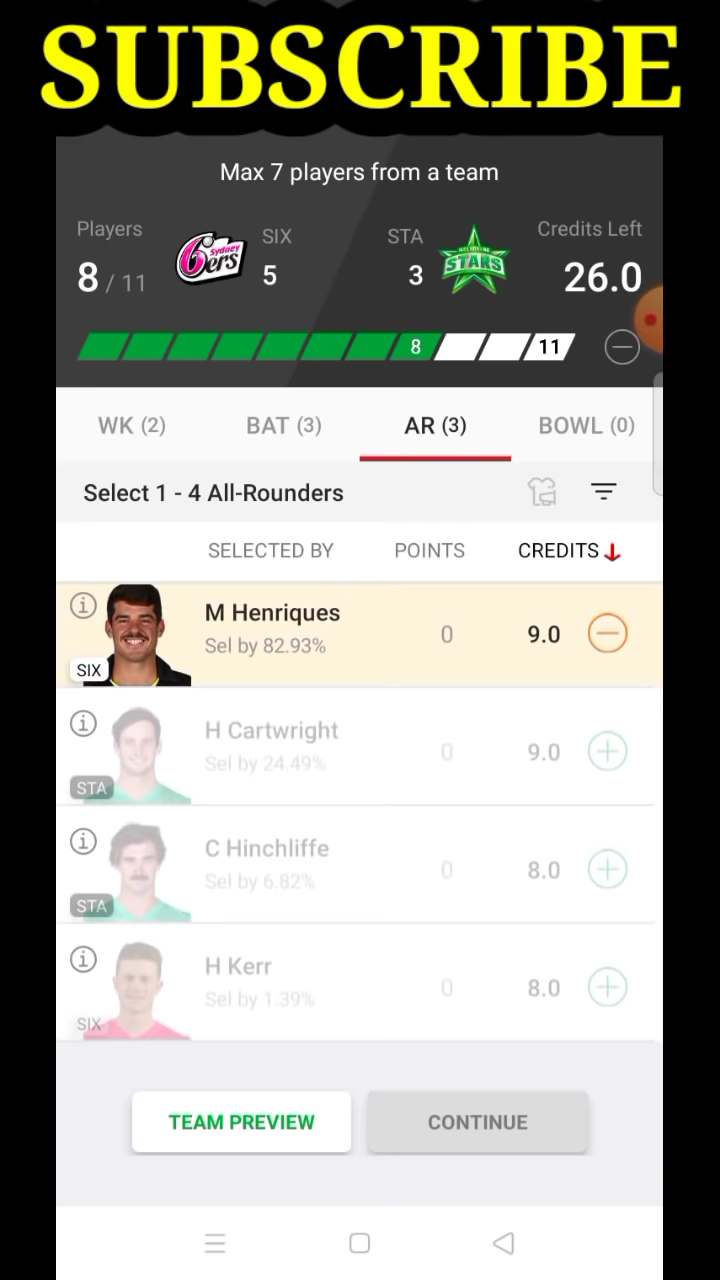 SUBSCRIBE
Max 7 players from a team
Players
SIX
STA
Credits Left
8 / 11
Sydney
6ers
5
3
STARS
26.0
8
11
WK (2)
BAT (3)
AR (3)
BOWL (0)
Select 1 - 4 All-Rounders
SELECTED BY
POINTS
CREDITS
M Henriques
Sel by 82.93%
0
9.0
SIX
H Cartwright
Sel by 24.49%
0
9.0
STA
C Hinchliffe
Sel by 6.82%
0
8.0
STA
H Kerr
Sel by 1.39%
0
8.0
SIX
TEAM PREVIEW
CONTINUE